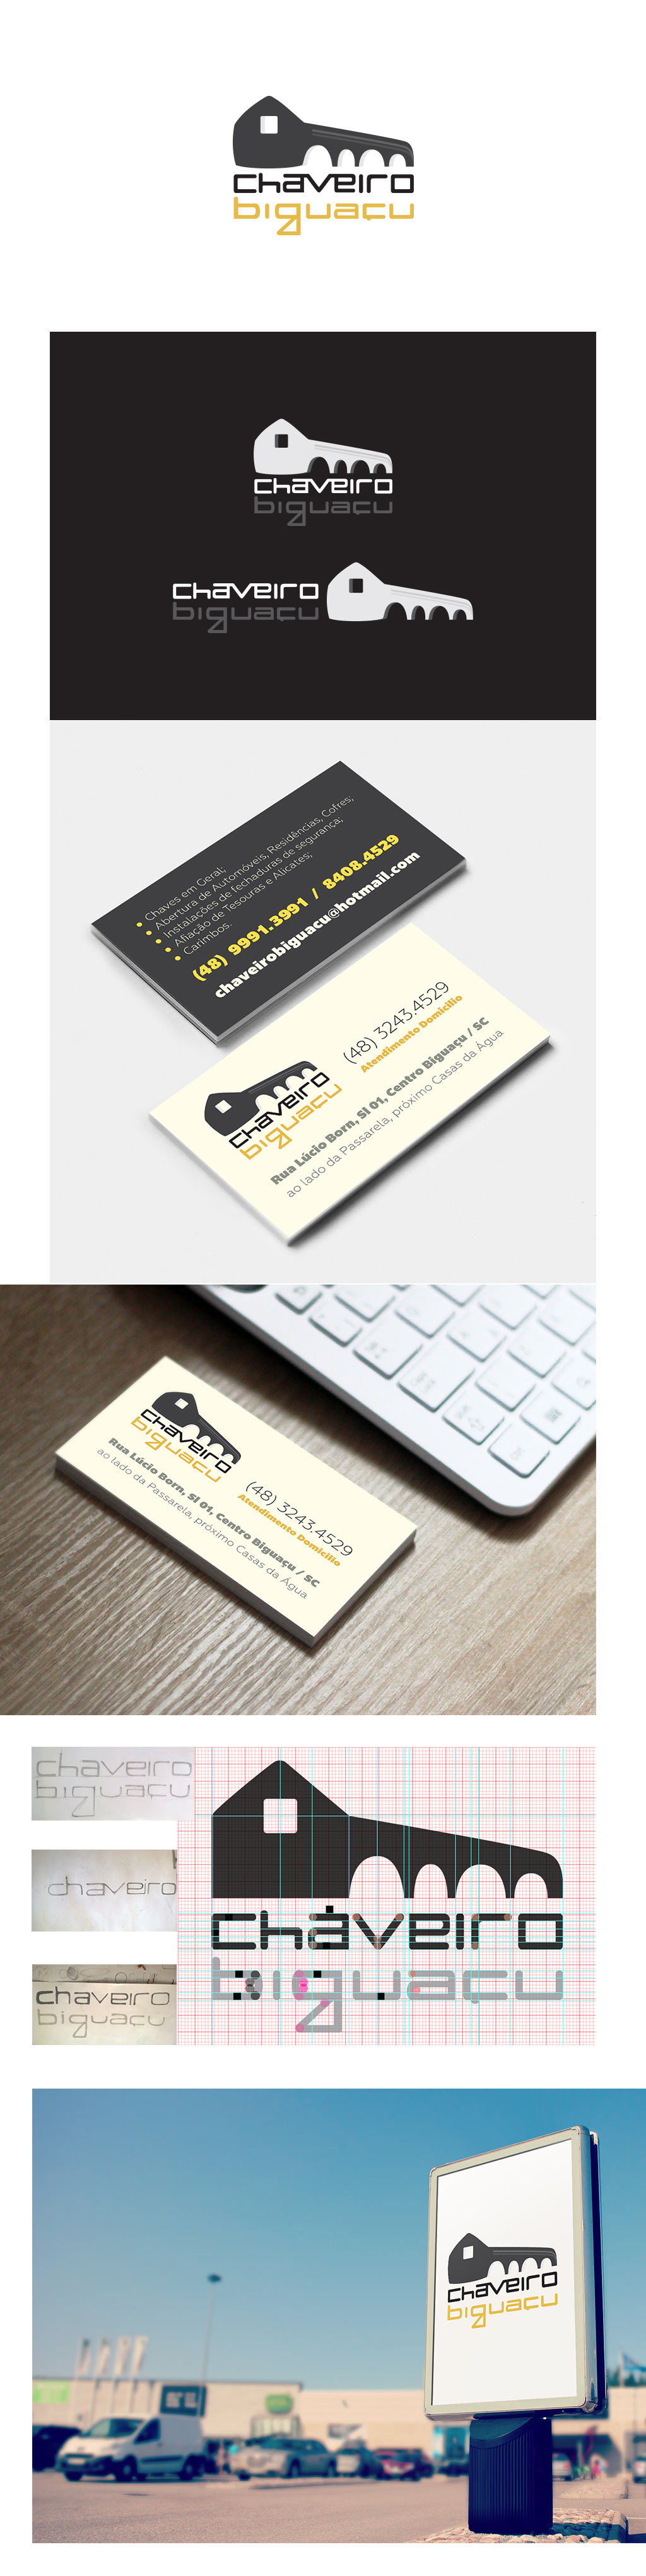 chaveiro
biguaçu
chaveiro
biguaçu
chaveiro
biguaçu
Chaves em Geral;
Abertura de Automóveis, Residências, Cofres;
Instalações de fechaduras de segurança;
Afiação de Tesouras e Alicates;
Carimbos.
(48) 9991.3991 / 8408.4529
chaveirobiguacu@hotmail.com
(48) 3243.4529
Atendimento Domicílio
chaveiro
biguaçu
Rua Lúcio Born, Sl 01, Centro Biguaçu / SC
ao lado da Passarela, próximo Casas da Água
chaveiro
biguaçu
(48) 3243.4529
Atendimento Domicílio
Rua Lúcio Born, Sl 01, Centro Biguaçu / SC
ao lado da Passarela, próximo Casas da Água
chaveiro
biguaçu
chaveiro
chaveiro
biguaçu
chaveiro
biguaçu
chaveiro
biguaçu